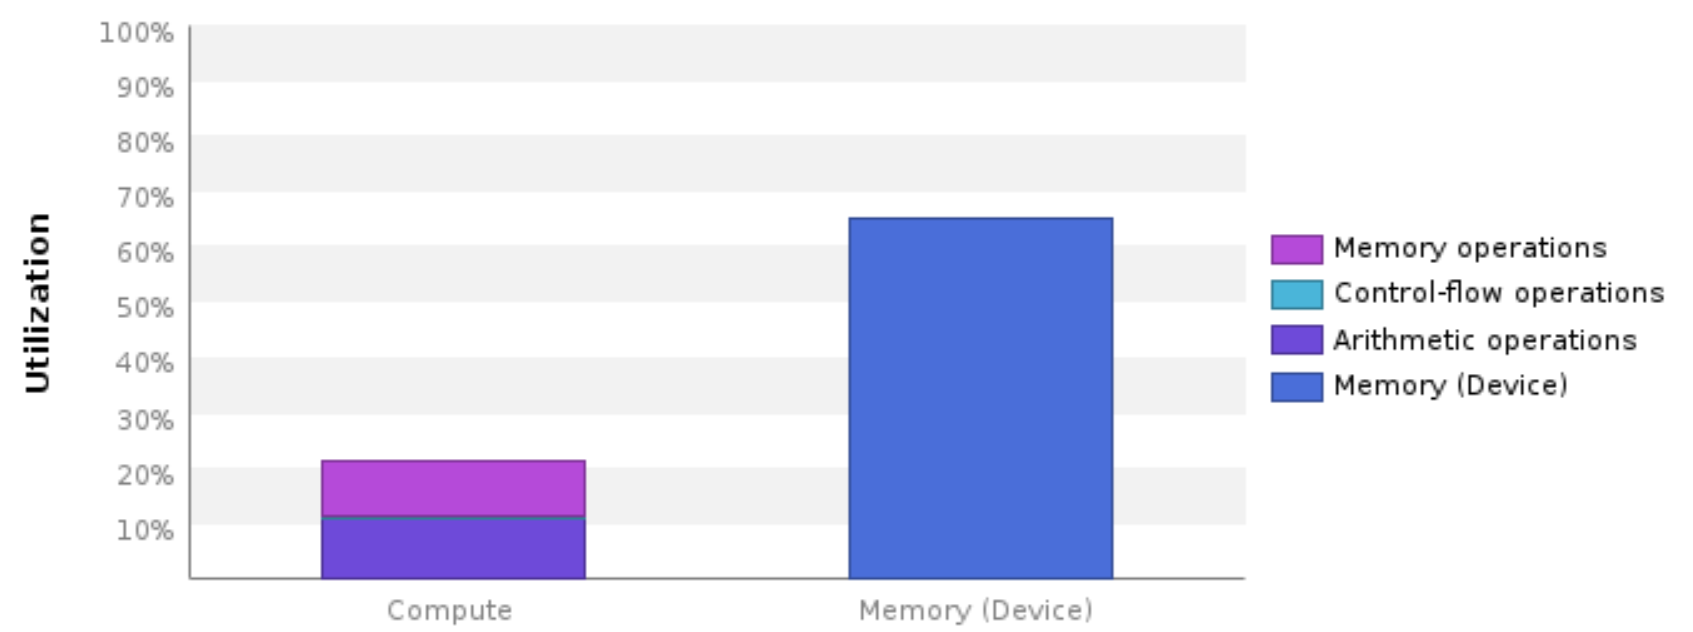 Utilization
100%
90%
80%
70%
60%
50%
40%
30%
20%
10%
Compute
Memory (Device)
Memory operations
Control-flow operations
Arithmetic operations
Memory (Device)